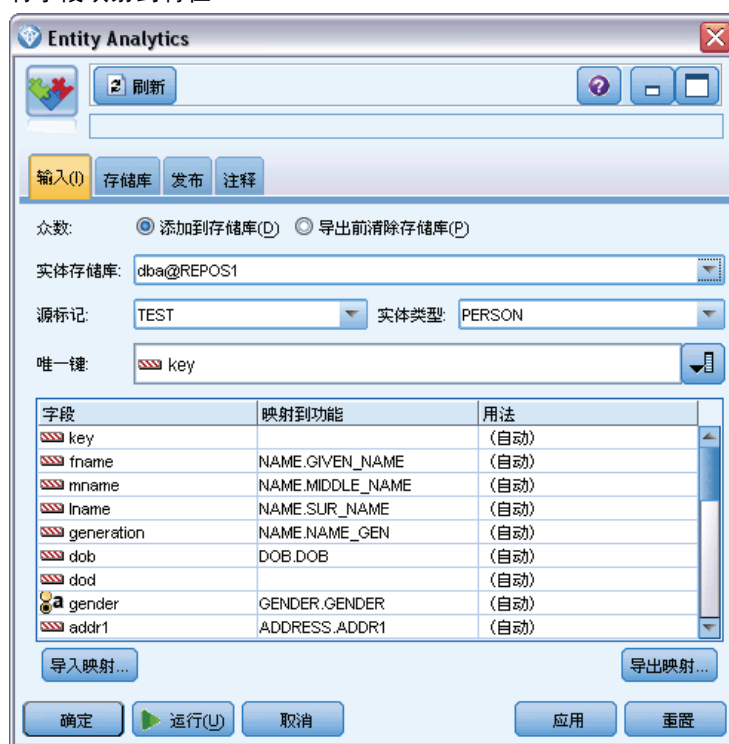 Entity Analytics
刷新
输入(I) 存储库 发布 注释
众数: 添加到存储库(D) 导出前清除存储库(P)
实体存储库: dba@REPOS1
源标记: TEST 实体类型: PERSON
唯一键: key
字段 映射到功能 用法
key (自动)
fname NAME.GIVEN_NAME (自动)
mname NAME.MIDDLE_NAME (自动)
lname NAME.SUR_NAME (自动)
generation NAME.NAME_GEN (自动)
dob DOB.DOB (自动)
dod (自动)
gender GENDER.GENDER (自动)
addr1 ADDRESS.ADDR1 (自动)
导入映射... 导出映射...
确定 运行(U) 取消 应用 重置